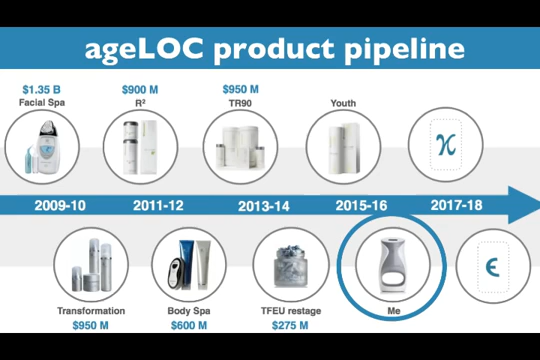 ageLOC product pipeline
$1.35 B
Facial Spa
$900 M
R²
$950 M
TR90
Youth
ϰ
2009-10
2011-12
2013-14
2015-16
2017-18
Transformation
$950 M
Body Spa
$600 M
TFEU restage
$275 M
Me
ϵ